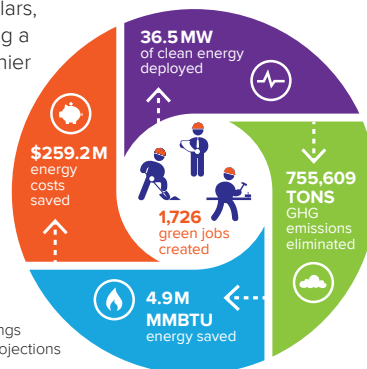 lars,
g a
nier
36.5 MW
of clean energy
deployed
$259.2 M
energy
costs
saved
755,609
TONS
GHG
emissions
eliminated
1,726
green jobs
created
4.9 M
MMBTU
energy saved
ngs
ojections